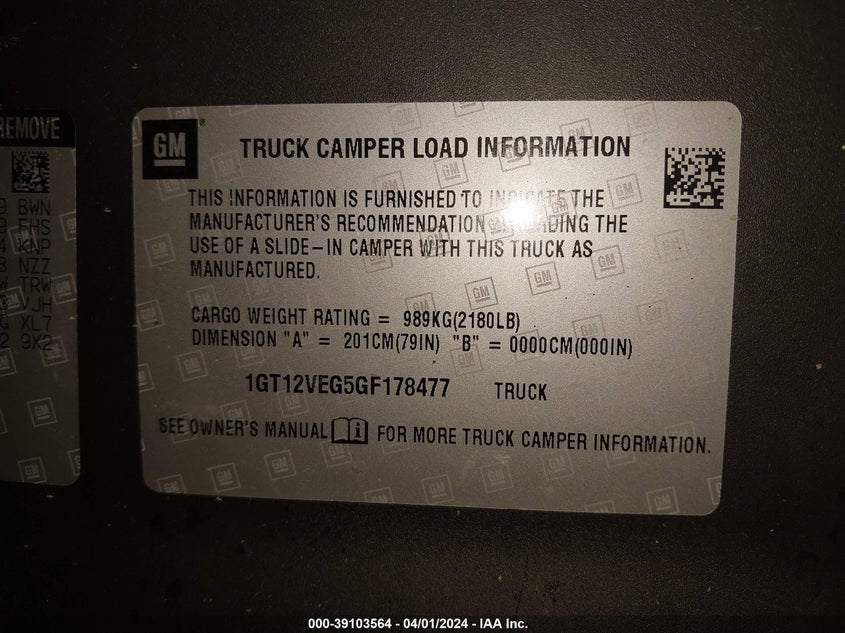 REMOVE
BWN
FHS
KNP
NZZ
TRW
VJH
XL7
9X2
GM ®
TRUCK CAMPER LOAD INFORMATION
THIS INFORMATION IS FURNISHED TO INDICATE THE
MANUFACTURER'S RECOMMENDATION THE
USE OF A SLIDE-IN CAMPER WITH THIS TRUCK AS
MANUFACTURED.
CARGO WEIGHT RATING = 989KG(2180LB)
DIMENSION "A" = 201CM(79IN) "B" = 0000CM(000IN)
1GT12VEG5GF178477 TRUCK
SEE OWNER'S MANUAL FOR MORE TRUCK CAMPER INFORMATION.
000-39103564 - 04/01/2024 - IAA Inc.